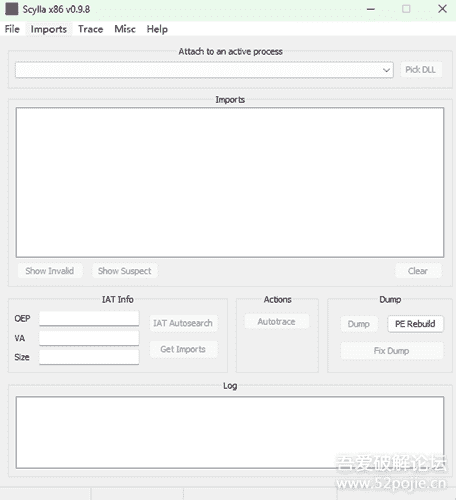 Scylla x86 v0.9.8
File Imports Trace Misc Help
Attach to an active process
Pick DLL
Imports
Show Invalid Show Suspect Clear
IAT Info Actions Dump
OEP
IAT Autosearch Autotrace Dump PE Rebuild
VA
Get Imports Fix Dump
Size
Log
吾爱破解论坛
www.52pojie.cn